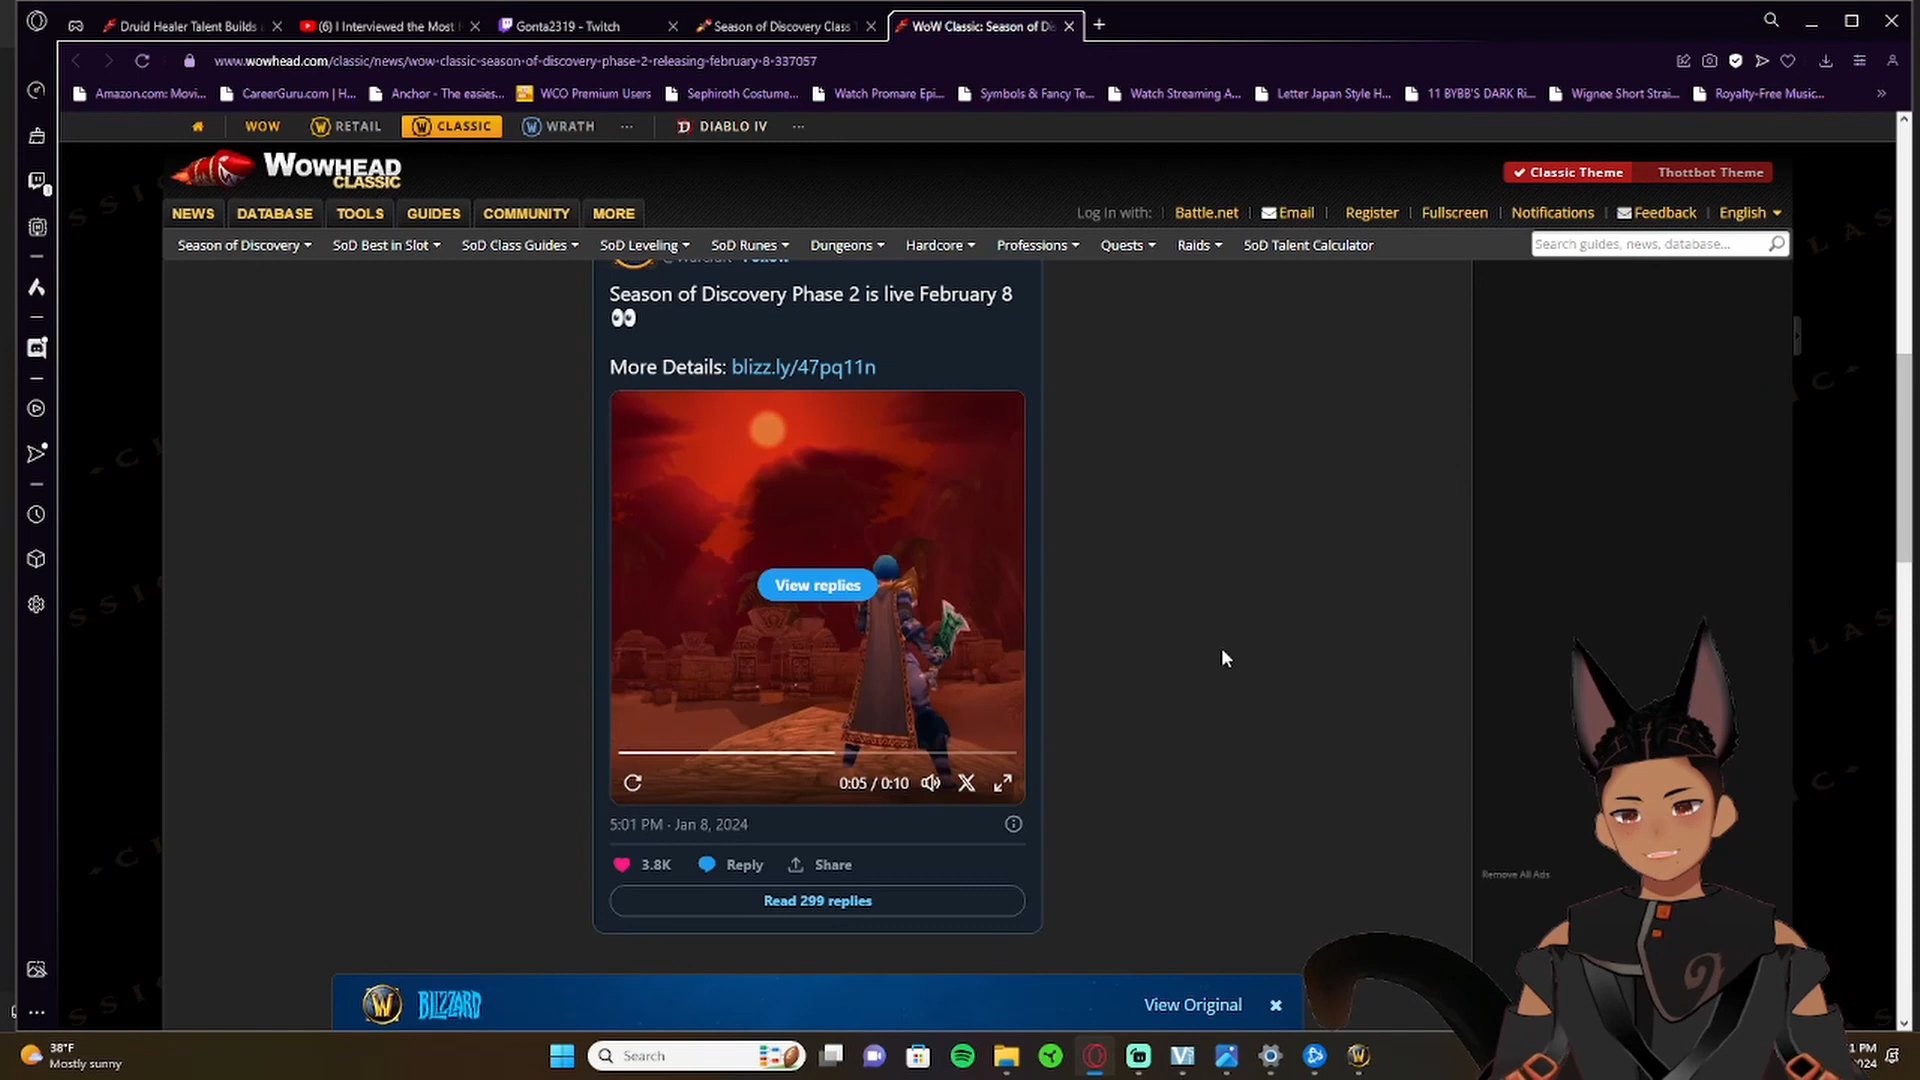 Druid Healer Talent Builds
(6) I Interviewed the Most
Gonta2319 - Twitch
Season of Discovery Class
WoW Classic: Season of Di
www.wowhead.com/classic/news/wow-classic-season-of-discovery-phase-2-releasing-february-8-337057
Amazon.com: Movi...
CareerGuru.com | H...
Anchor - The easies...
WCO Premium Users
Sephiroth Costume...
Watch Promare Epi...
Symbols & Fancy Te...
Watch Streaming A...
Letter Japan Style H...
11 BYBB'S DARK Ri...
Wignee Short Strai...
Royalty-Free Music...
WOW
RETAIL
CLASSIC
WRATH
...
DIABLO IV
...
WOWHEAD
CLASSIC
Classic Theme
Thottbot Theme
NEWS
DATABASE
TOOLS
GUIDES
COMMUNITY
MORE
Log In with:
Battle.net
Email
Register
Fullscreen
Notifications
Feedback
English
Season of Discovery
SoD Best in Slot
SoD Class Guides
SoD Leveling
SoD Runes
Dungeons
Hardcore
Professions
Quests
Raids
SoD Talent Calculator
Search guides, news, database...
Season of Discovery Phase 2 is live February 8
More Details: blizz.ly/47pq11n
View replies
0:05 / 0:10
5:01 PM · Jan 8, 2024
3.8K
Reply
Share
Read 299 replies
Remove All Ads
BLIZZARD
View Original
38°F
Mostly sunny
Search